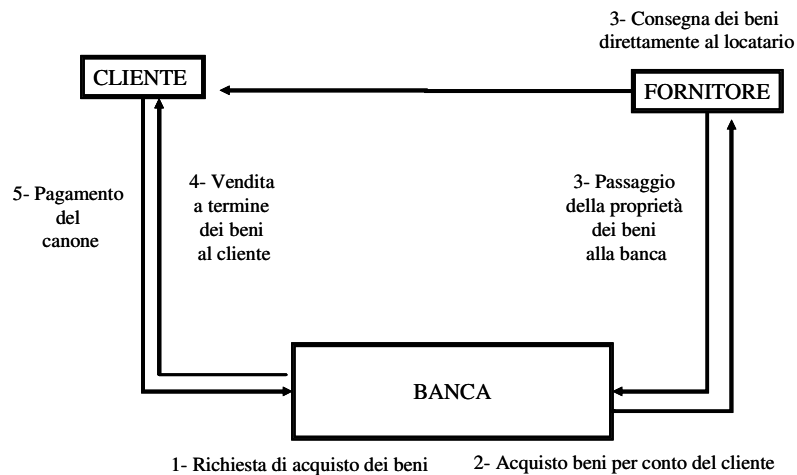 3- Consegna dei beni
direttamente al locatario
CLIENTE
FORNITORE
5- Pagamento
del
canone
4- Vendita
a termine
dei beni
al cliente
3- Passaggio
della proprietà
dei beni
alla banca
BANCA
1- Richiesta di acquisto dei beni
2- Acquisto beni per conto del cliente